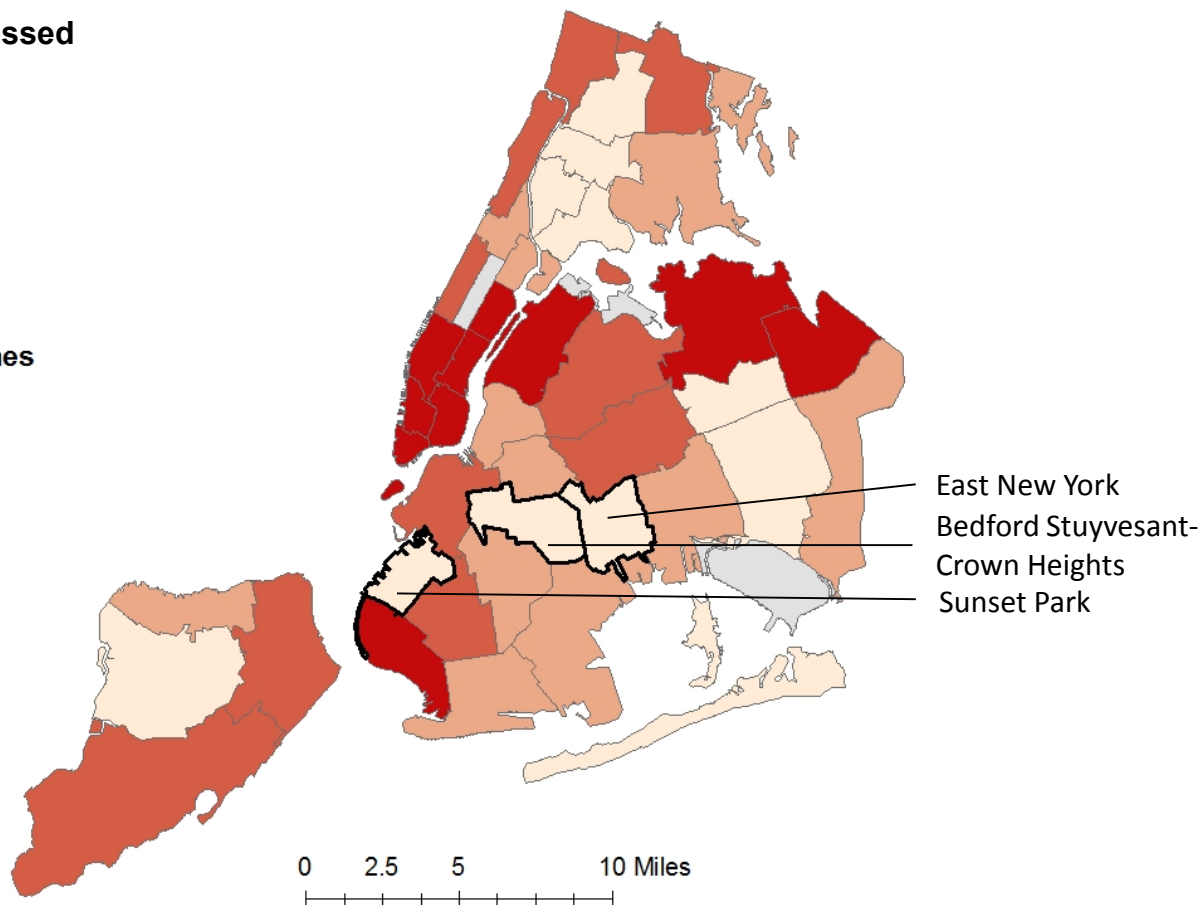 ssed
es
East New York
Bedford Stuyvesant-
Crown Heights
Sunset Park
0 2.5 5 10 Miles